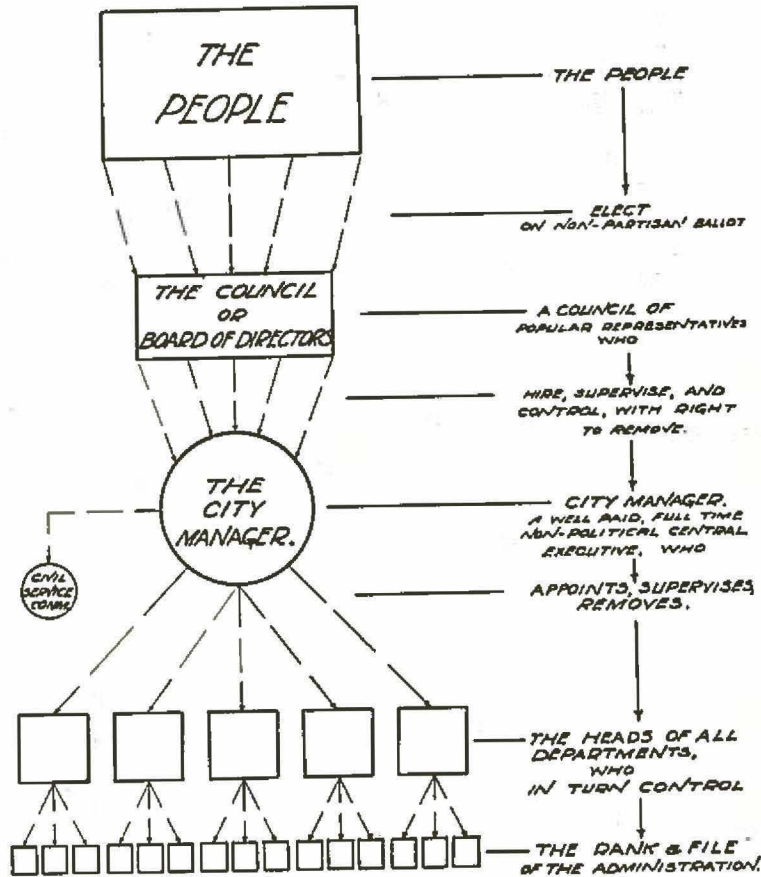 THE
PEOPLE
THE PEOPLE
ELECT
ON NON-PARTISAN BALLOT
THE COUNCIL
OR
BOARD OF DIRECTORS
A COUNCIL OF
POPULAR REPRESENTATIVES
WHO
HIRE, SUPERVISE, AND
CONTROL, WITH RIGHT
TO REMOVE.
THE
CITY
MANAGER.
CITY MANAGER.
A WELL PAID, FULL TIME
NON-POLITICAL CENTRAL
EXECUTIVE, WHO
CIVIL
SERVICE
COMM.
APPOINTS, SUPERVISES,
REMOVES.
THE HEADS OF ALL
DEPARTMENTS,
WHO
IN TURN CONTROL
THE RANK & FILE
OF THE ADMINISTRATION.